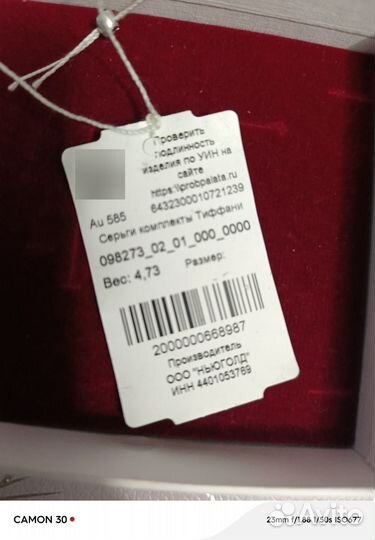 Проверить
подлинность
изделия по УИН на
сайте
https://probpalata.ru
6432300010721239
Au 585
Серьги комплекты Тиффани
098273_02_01_000_0000
Вес: 4,73 Размер:
2000000668987
Производитель
ООО "НЬЮГОЛД"
ИНН 4401053769
CAMON 30
23mm f/1.88 1/50s ISO677
Avito